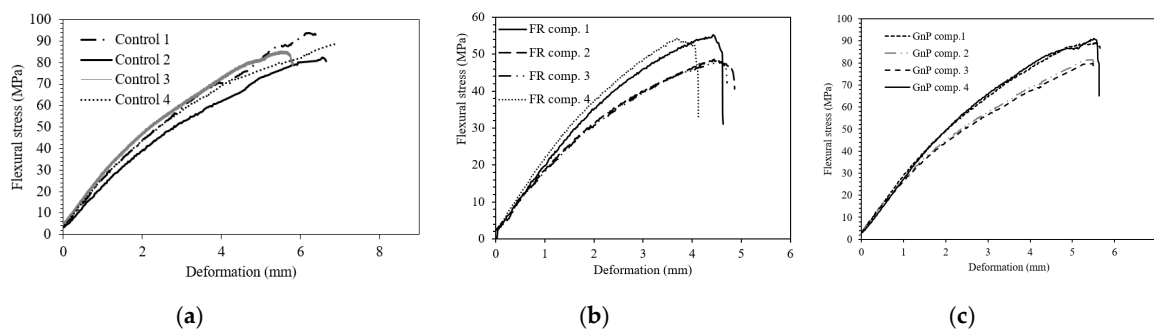 100
90
80
70
60
50
40
30
20
10
0
Flexural stress (MPa)
Control 1
Control 2
Control 3
Control 4
0 2 4 6 8
Deformation (mm)
(a)
60
50
40
30
20
10
0
Flexural stress (MPa)
FR comp. 1
FR comp. 2
FR comp. 3
FR comp. 4
0 1 2 3 4 5 6
Deformation (mm)
(b)
100
90
80
70
60
50
40
30
20
10
0
Flexural stress (MPa)
GnP comp.1
GnP comp. 2
GnP comp. 3
GnP comp. 4
0 1 2 3 4 5 6
Deformation (mm)
(c)